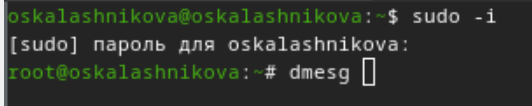 oskalashnikova@oskalashnikova:~$ sudo -i
[sudo] пароль для oskalashnikova:
root@oskalashnikova:~# dmesg